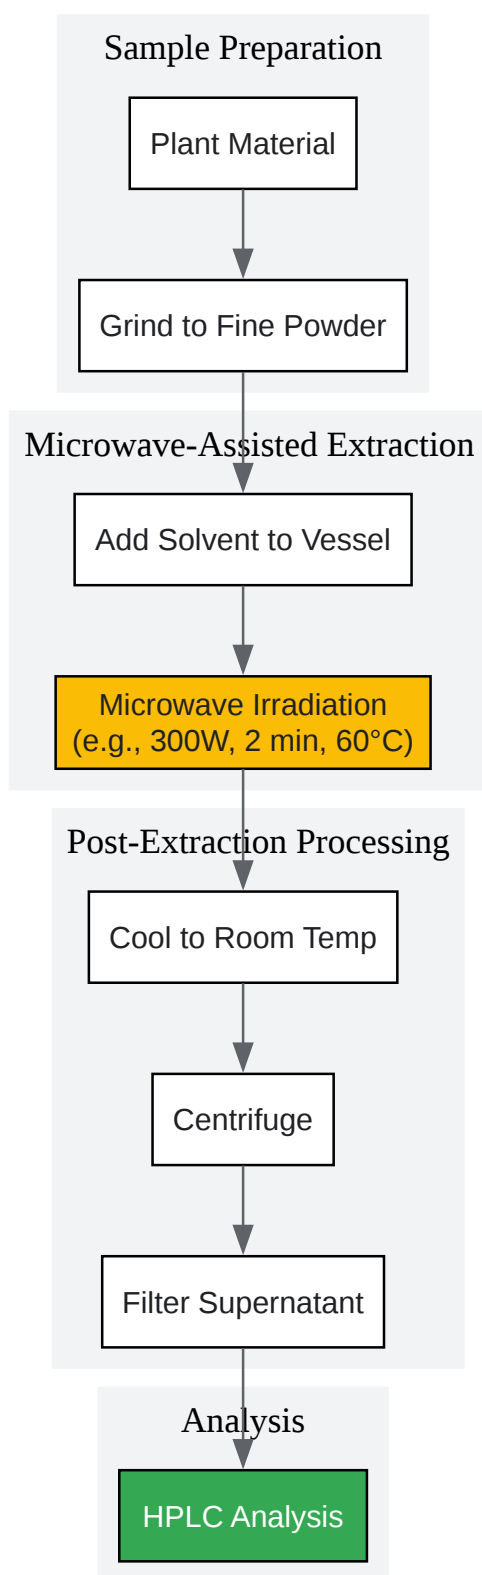 Sample Preparation
Plant Material
Grind to Fine Powder
Microwave-Assisted Extraction
Add Solvent to Vessel
Microwave Irradiation
(e.g., 300W, 2 min, 60°C)
Post-Extraction Processing
Cool to Room Temp
Centrifuge
Filter Supernatant
Analysis
HPLC Analysis